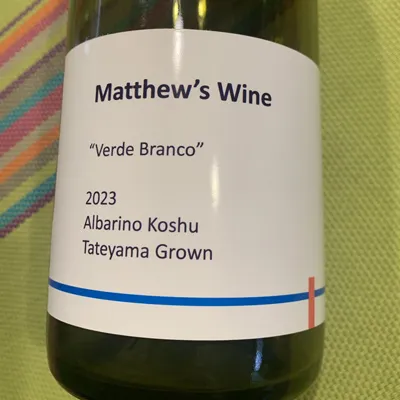 Matthew’s Wine
“Verde Branco”
2023
Albarino Koshu
Tateyama Grown